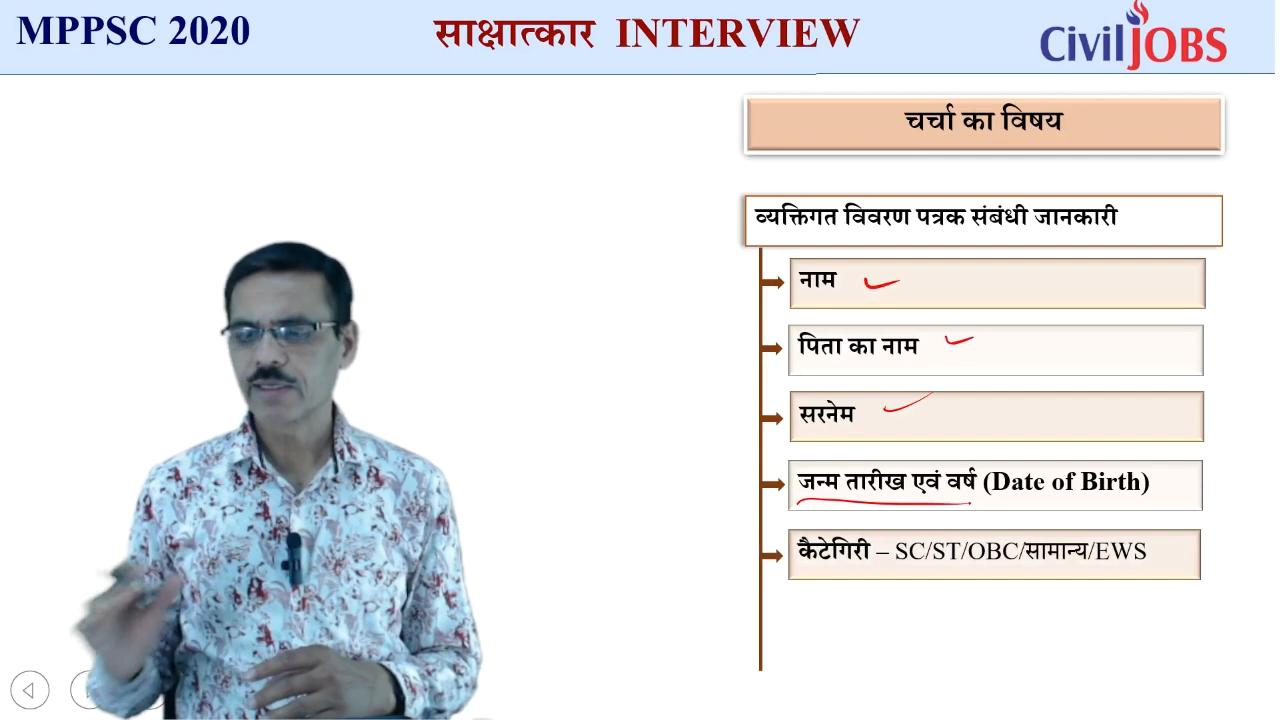 MPPSC 2020
साक्षात्कार INTERVIEW
CivilJOBS
चर्चा का विषय
व्यक्तिगत विवरण पत्रक संबंधी जानकारी
नाम
पिता का नाम
सरनेम
जन्म तारीख एवं वर्ष (Date of Birth)
कैटेगिरी – SC/ST/OBC/सामान्य/EWS